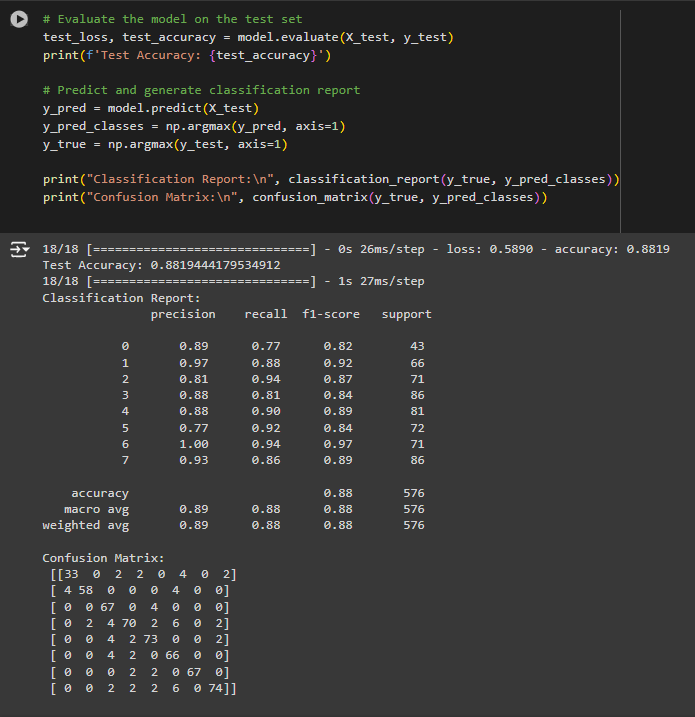 # Evaluate the model on the test set
test_loss, test_accuracy = model.evaluate(X_test, y_test)
print(f'Test Accuracy: {test_accuracy}')

# Predict and generate classification report
y_pred = model.predict(X_test)
y_pred_classes = np.argmax(y_pred, axis=1)
y_true = np.argmax(y_test, axis=1)

print("Classification Report:\n", classification_report(y_true, y_pred_classes))
print("Confusion Matrix:\n", confusion_matrix(y_true, y_pred_classes))

18/18 [==============================] - 0s 26ms/step - loss: 0.5890 - accuracy: 0.8819
Test Accuracy: 0.8819444179534912
18/18 [==============================] - 1s 27ms/step
Classification Report:
               precision    recall  f1-score   support

           0       0.89      0.77      0.82        43
           1       0.97      0.88      0.92        66
           2       0.81      0.94      0.87        71
           3       0.88      0.81      0.84        86
           4       0.88      0.90      0.89        81
           5       0.77      0.92      0.84        72
           6       1.00      0.94      0.97        71
           7       0.93      0.86      0.89        86

    accuracy                           0.88       576
   macro avg       0.89      0.88      0.88       576
weighted avg       0.89      0.88      0.88       576

Confusion Matrix:
 [[33  0  2  2  0  4  0  2]
 [ 4 58  0  0  0  4  0  0]
 [ 0  0 67  0  4  0  0  0]
 [ 0  2  4 70  2  6  0  2]
 [ 0  0  4  2 73  0  0  2]
 [ 0  0  4  2  0 66  0  0]
 [ 0  0  0  2  2  0 67  0]
 [ 0  0  2  2  2  6  0 74]]